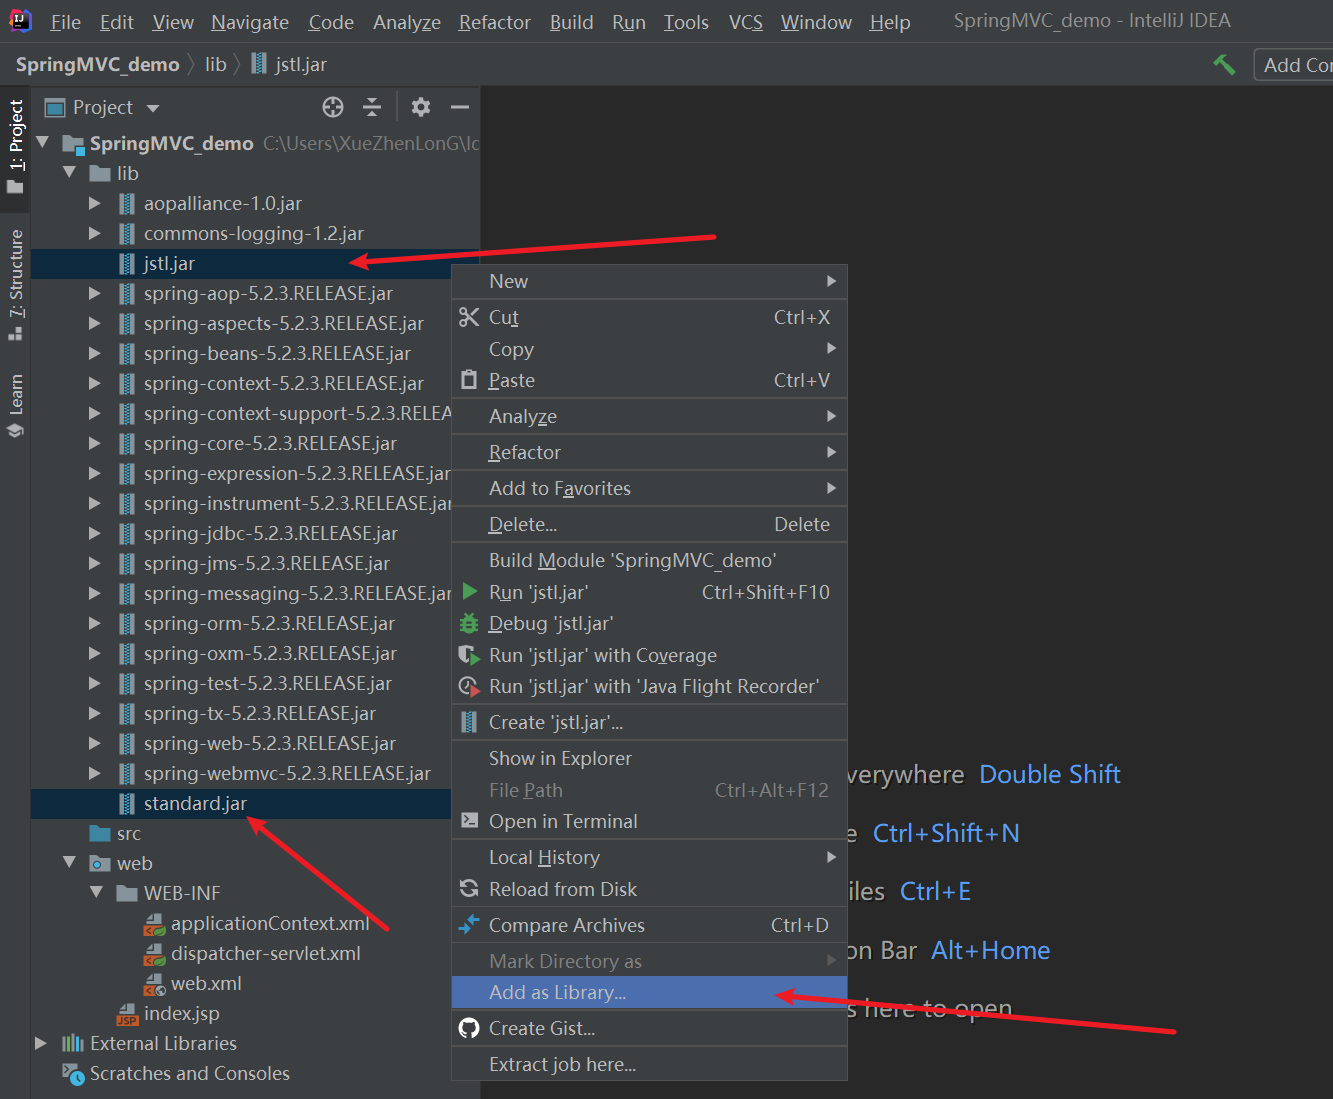 File Edit View Navigate Code Analyze Refactor Build Run Tools VCS Window Help SpringMVC_demo - IntelliJ IDEA
SpringMVC_demo lib jstl.jar Add Cor
1: Project
7: Structure
Learn
Project
SpringMVC_demo C:\Users\XueZhenLonG\Ic
lib
aopalliance-1.0.jar
commons-logging-1.2.jar
jstl.jar
spring-aop-5.2.3.RELEASE.jar
spring-aspects-5.2.3.RELEASE.jar
spring-beans-5.2.3.RELEASE.jar
spring-context-5.2.3.RELEASE.jar
spring-context-support-5.2.3.RELEA
spring-core-5.2.3.RELEASE.jar
spring-expression-5.2.3.RELEASE.jar
spring-instrument-5.2.3.RELEASE.jar
spring-jdbc-5.2.3.RELEASE.jar
spring-jms-5.2.3.RELEASE.jar
spring-messaging-5.2.3.RELEASE.jar
spring-orm-5.2.3.RELEASE.jar
spring-oxm-5.2.3.RELEASE.jar
spring-test-5.2.3.RELEASE.jar
spring-tx-5.2.3.RELEASE.jar
spring-web-5.2.3.RELEASE.jar
spring-webmvc-5.2.3.RELEASE.jar
standard.jar
src
web
WEB-INF
applicationContext.xml
dispatcher-servlet.xml
web.xml
index.jsp
External Libraries
Scratches and Consoles
New
Cut Ctrl+X
Copy
Paste Ctrl+V
Analyze
Refactor
Add to Favorites
Delete... Delete
Build Module 'SpringMVC_demo'
Run 'jstl.jar' Ctrl+Shift+F10
Debug 'jstl.jar'
Run 'jstl.jar' with Coverage
Run 'jstl.jar' with 'Java Flight Recorder'
Create 'jstl.jar'...
Show in Explorer
File Path Ctrl+Alt+F12
Open in Terminal
Local History
Reload from Disk
Compare Archives Ctrl+D
Mark Directory as
Add as Library...
Create Gist...
Extract job here...
verywhere Double Shift
e Ctrl+Shift+N
iles Ctrl+E
on Bar Alt+Home
s here to open